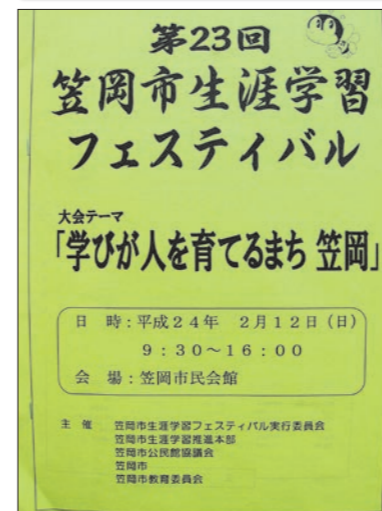 第23回
笠岡市生涯学習
フェスティバル
大会テーマ
「学びが人を育てるまち 笠岡」
日 時：平成24年 2月12日（日）
9：30～16：00
会 場：笠岡市民会館
主 催 笠岡市生涯学習フェスティバル実行委員会
笠岡市生涯学習推進本部
笠岡市公民館協議会
笠岡市
笠岡市教育委員会